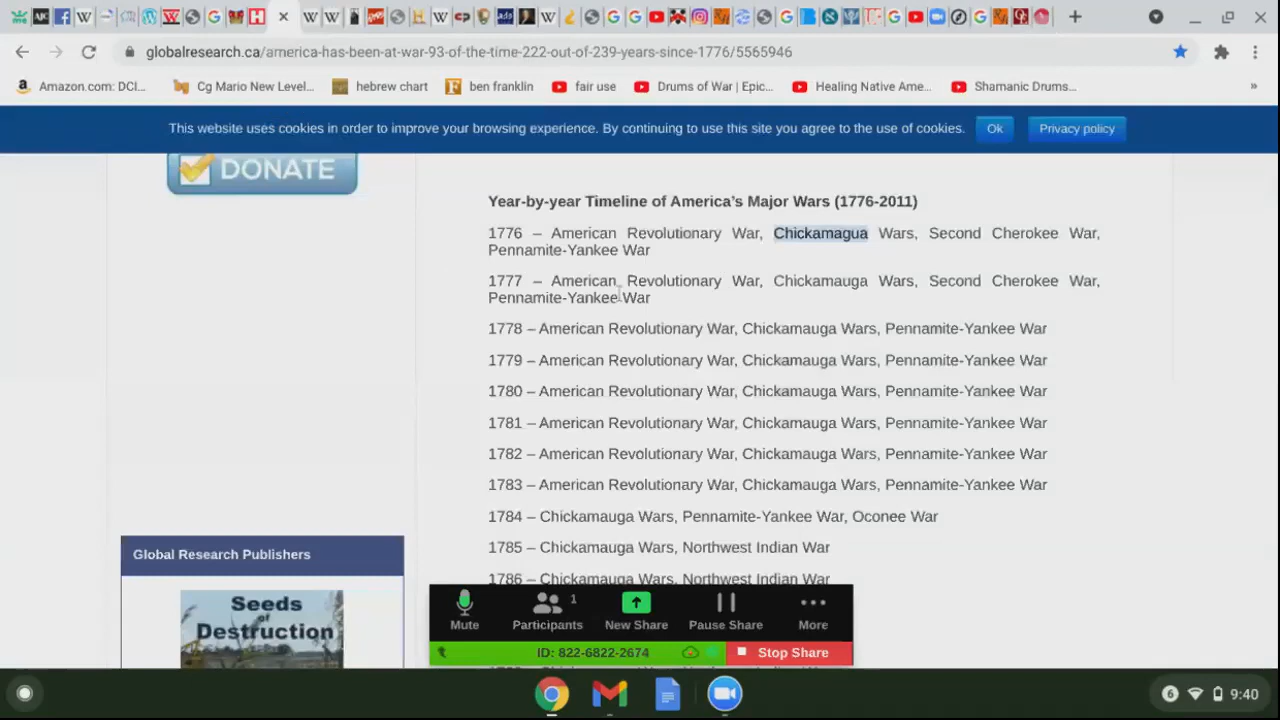 globalresearch.ca/america-has-been-at-war-93-of-the-time-222-out-of-239-years-since-1776/5565946
Amazon.com: DCI...
Cg Mario New Level...
hebrew chart
ben franklin
fair use
Drums of War | Epic...
Healing Native Ame...
Shamanic Drums...
»
This website uses cookies in order to improve your browsing experience. By continuing to use this site you agree to the use of cookies.
Ok
Privacy policy
DONATE
Year-by-year Timeline of America's Major Wars (1776-2011)
1776 – American Revolutionary War, Chickamagua Wars, Second Cherokee War,
Pennamite-Yankee War
1777 – American Revolutionary War, Chickamauga Wars, Second Cherokee War,
Pennamite-Yankee War
1778 – American Revolutionary War, Chickamauga Wars, Pennamite-Yankee War
1779 – American Revolutionary War, Chickamauga Wars, Pennamite-Yankee War
1780 – American Revolutionary War, Chickamauga Wars, Pennamite-Yankee War
1781 – American Revolutionary War, Chickamauga Wars, Pennamite-Yankee War
1782 – American Revolutionary War, Chickamauga Wars, Pennamite-Yankee War
1783 – American Revolutionary War, Chickamauga Wars, Pennamite-Yankee War
1784 – Chickamauga Wars, Pennamite-Yankee War, Oconee War
1785 – Chickamauga Wars, Northwest Indian War
1786 – Chickamauga Wars, Northwest Indian War
Global Research Publishers
Seeds
of
Destruction
Mute
Participants
1
New Share
Pause Share
More
ID: 822-6822-2674
Stop Share
6
9:40